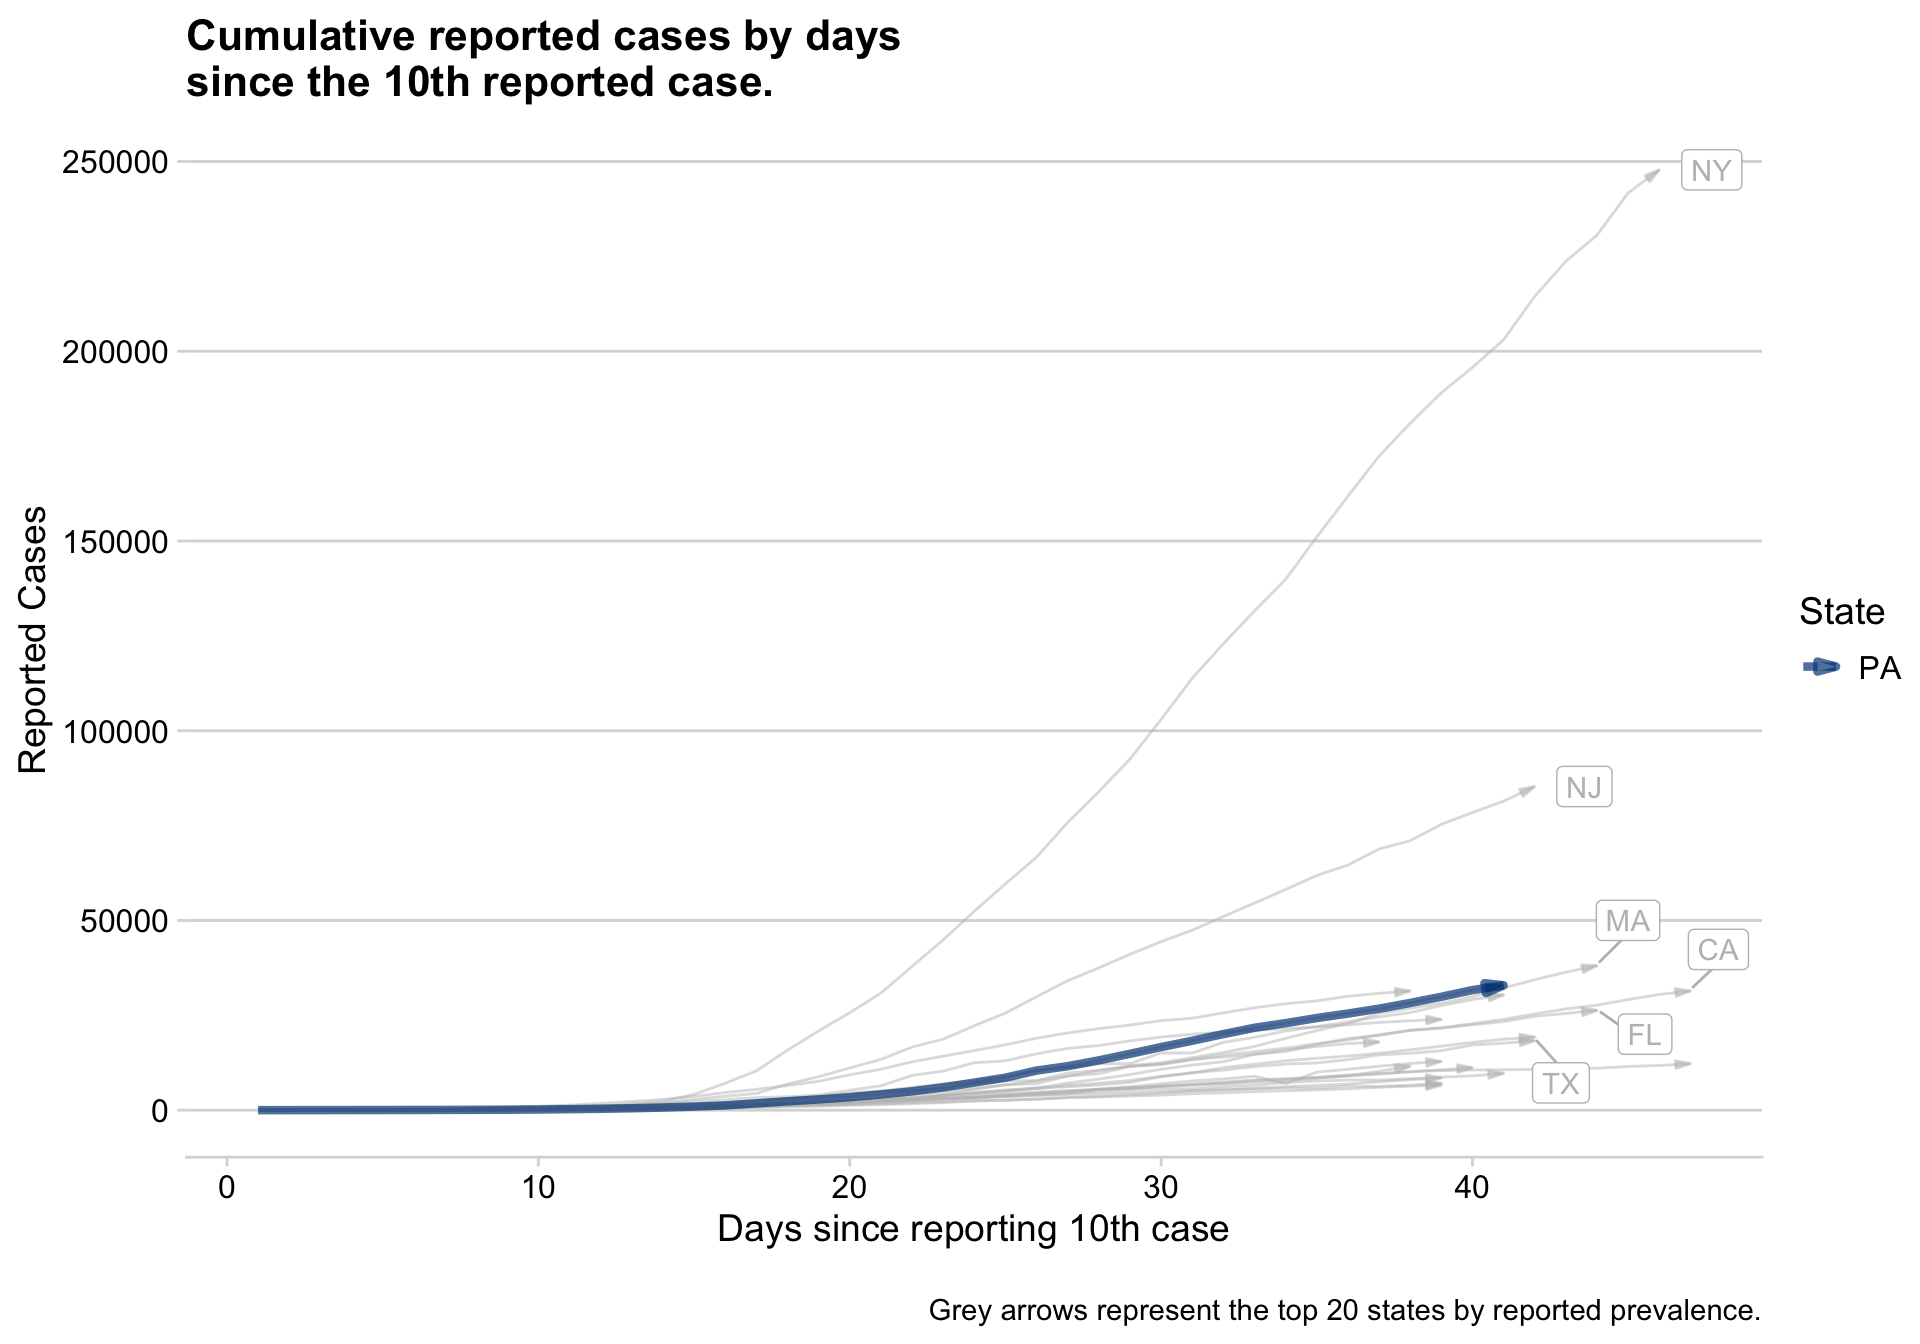 Cumulative reported cases by days
since the 10th reported case.
250000
200000
150000
100000
50000
0
Reported Cases
NY
NJ
MA
CA
FL
TX
State
PA
0 10 20 30 40
Days since reporting 10th case
Grey arrows represent the top 20 states by reported prevalence.